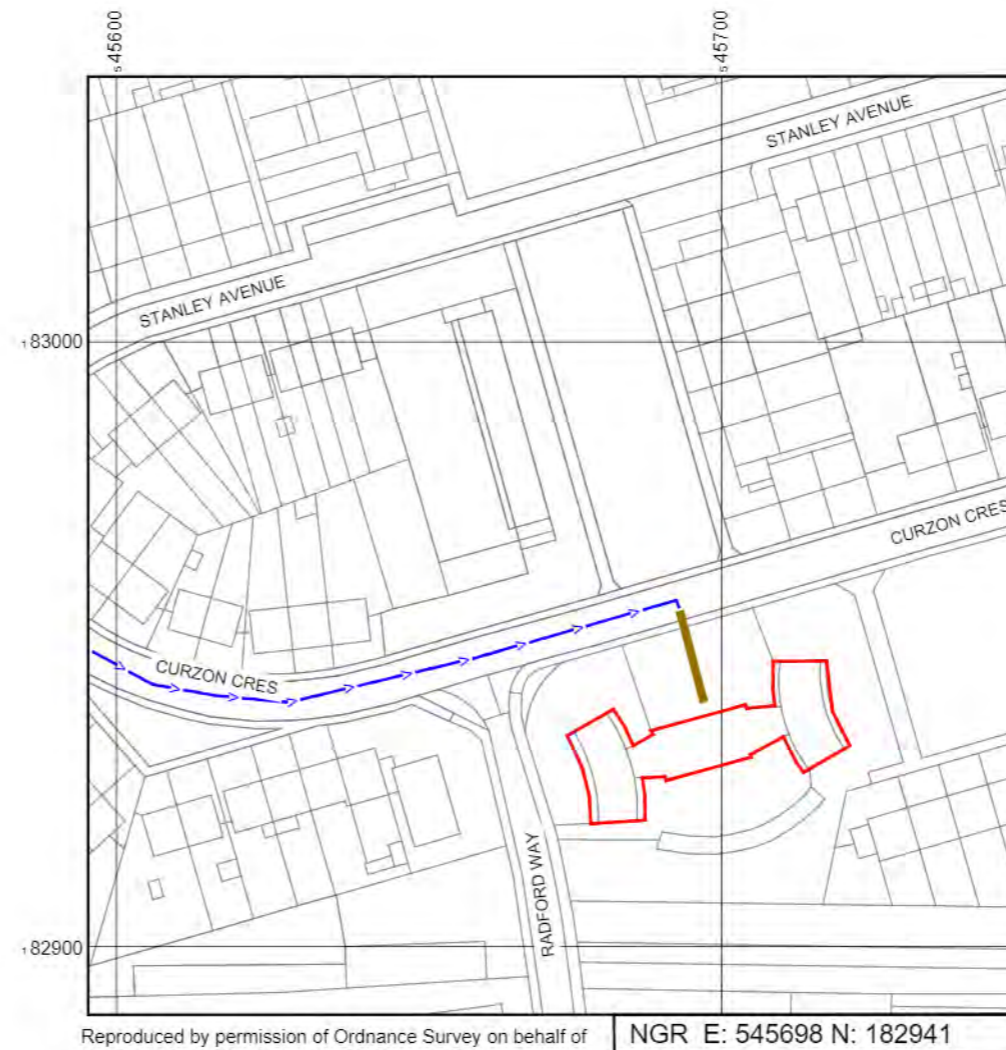 ⁵45600
⁵45700
STANLEY AVENUE
STANLEY AVENUE
¹83000
CURZON CRES
CURZON CRES
RADFORD WAY
¹82900
Reproduced by permission of Ordnance Survey on behalf of
NGR E: 545698 N: 182941